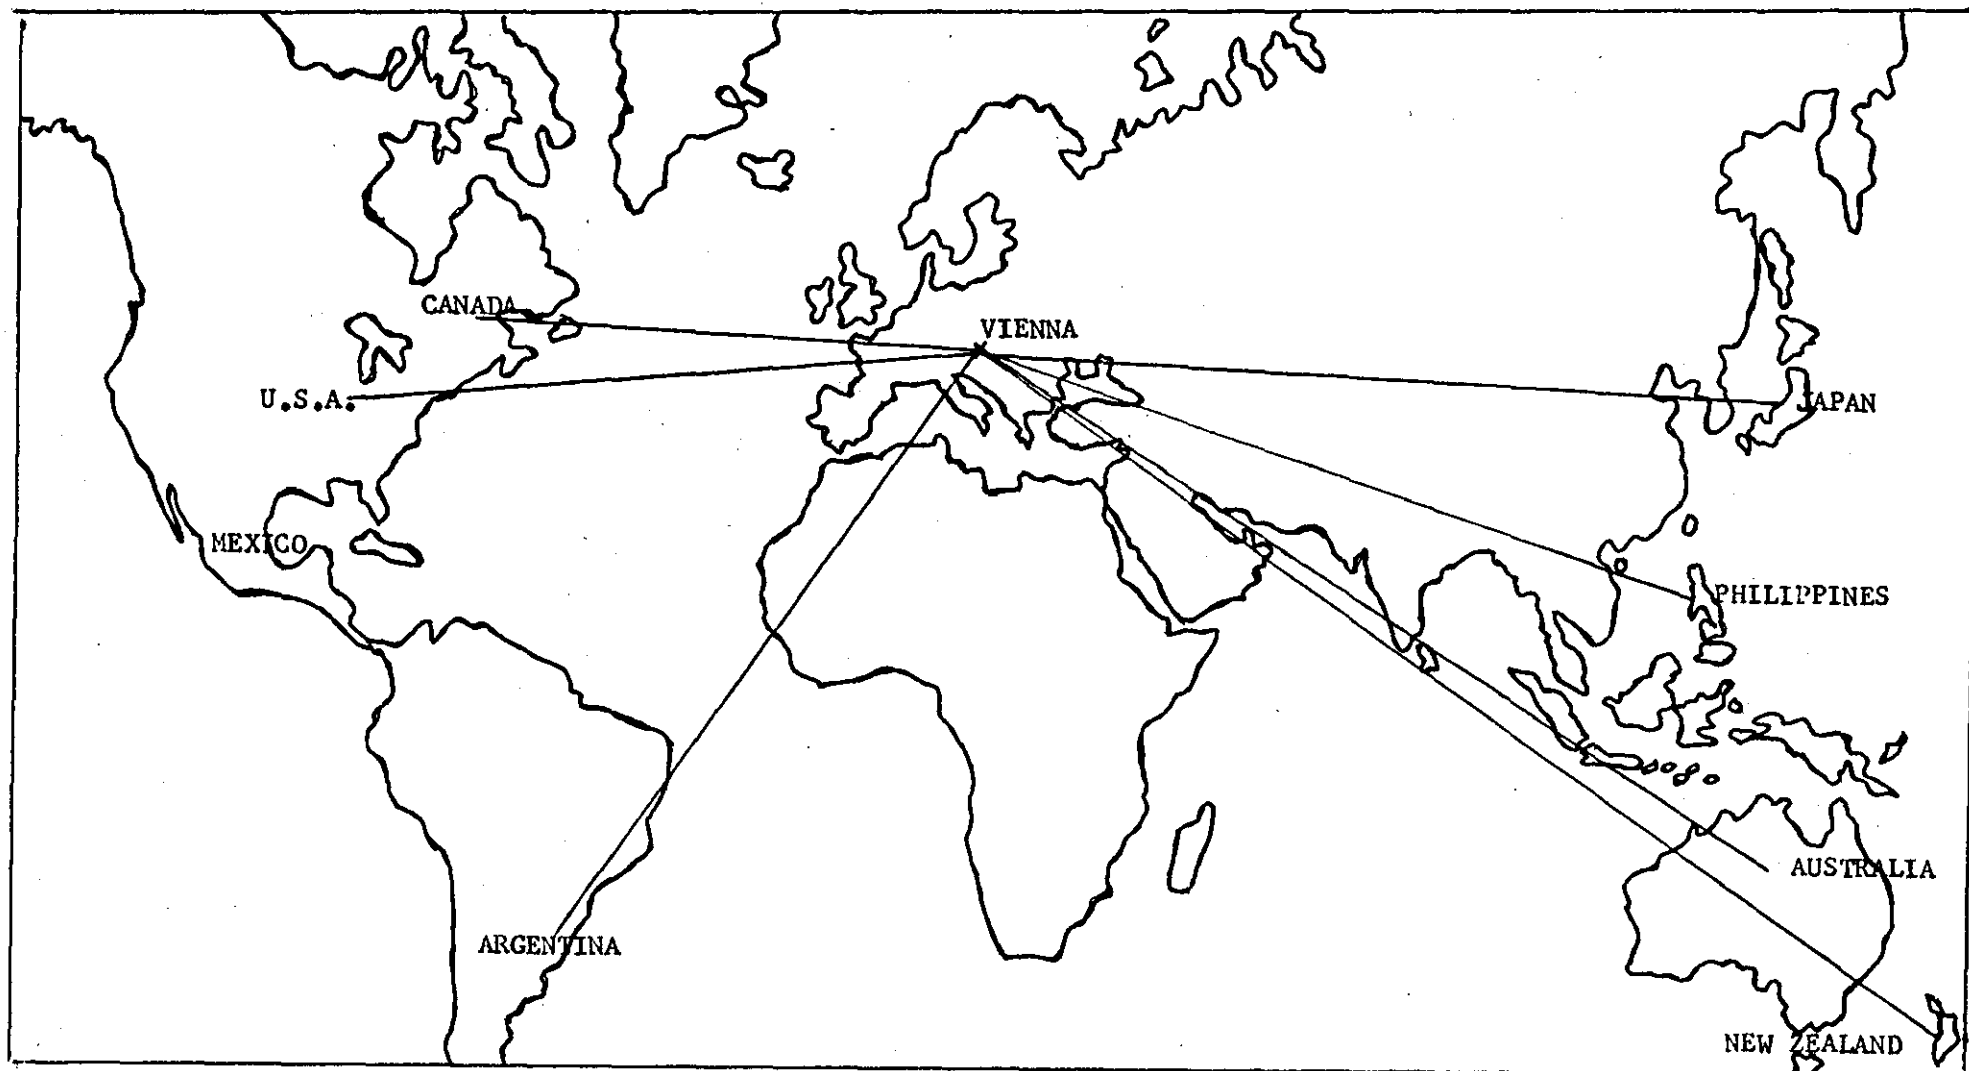 CANADA
VIENNA
U.S.A.
JAPAN
MEXICO
PHILIPPINES
AUSTRALIA
ARGENTINA
NEW ZEALAND